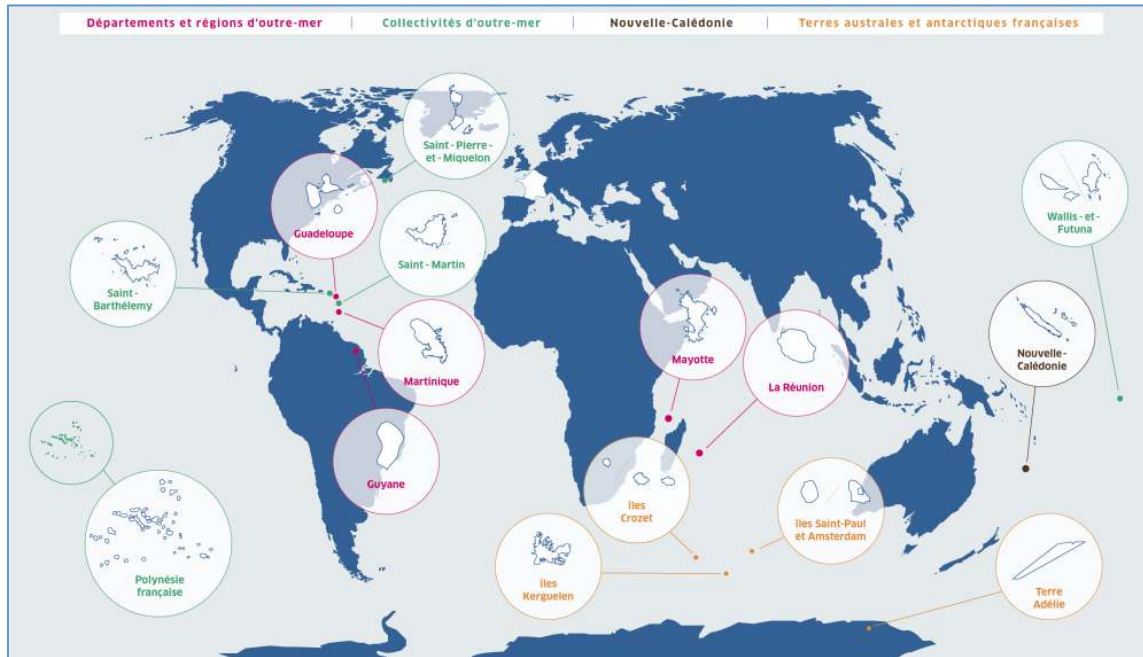 Départements et régions d'outre-mer
Collectivités d'outre-mer
Nouvelle-Calédonie
Terres australes et antarctiques françaises
Saint-Pierre-
et-Miquelon
Guadeloupe
Saint-Martin
Saint-
Barthélemy
Wallis-et-
Futuna
Martinique
Mayotte
La Réunion
Nouvelle-
Calédonie
Guyane
îles
Crozet
îles Saint-Paul
et Amsterdam
Polynésie
française
îles
Kerguelen
Terre
Adélie